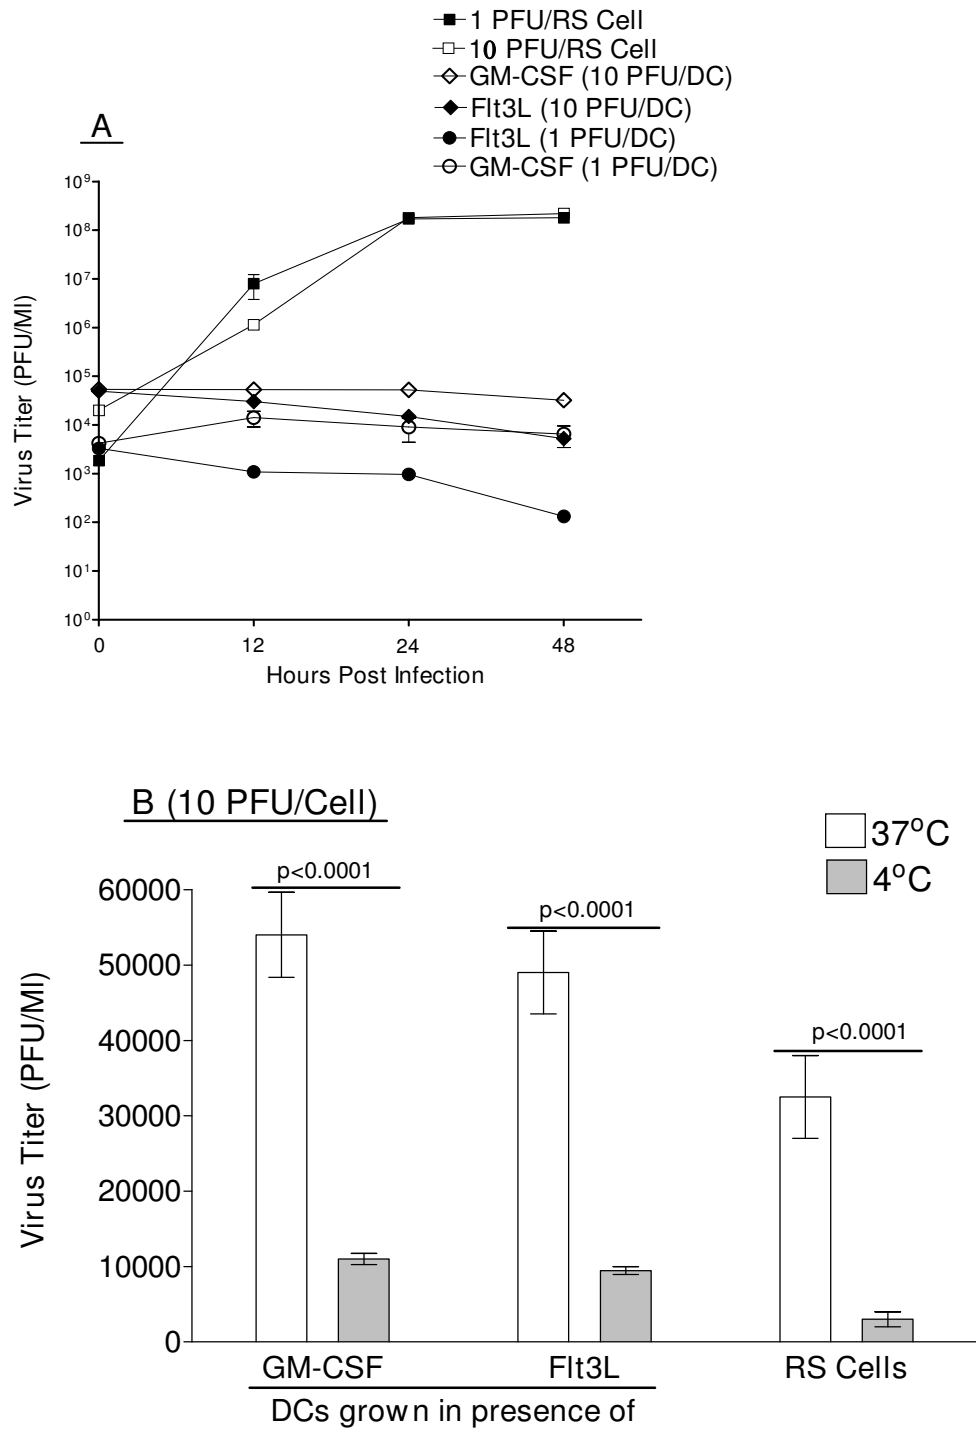 1 PFU/RS Cell
10 PFU/RS Cell
GM-CSF (10 PFU/DC)
Flt3L (10 PFU/DC)
Flt3L (1 PFU/DC)
GM-CSF (1 PFU/DC)
A
10⁹
10⁸
10⁷
10⁶
10⁵
10⁴
10³
10²
10¹
10⁰
Virus Titer (PFU/Ml)
0 12 24 48
Hours Post Infection
B (10 PFU/Cell)
37°C
4°C
p<0.0001
p<0.0001
p<0.0001
60000
50000
40000
30000
20000
10000
0
Virus Titer (PFU/Ml)
GM-CSF Flt3L RS Cells
DCs grown in presence of